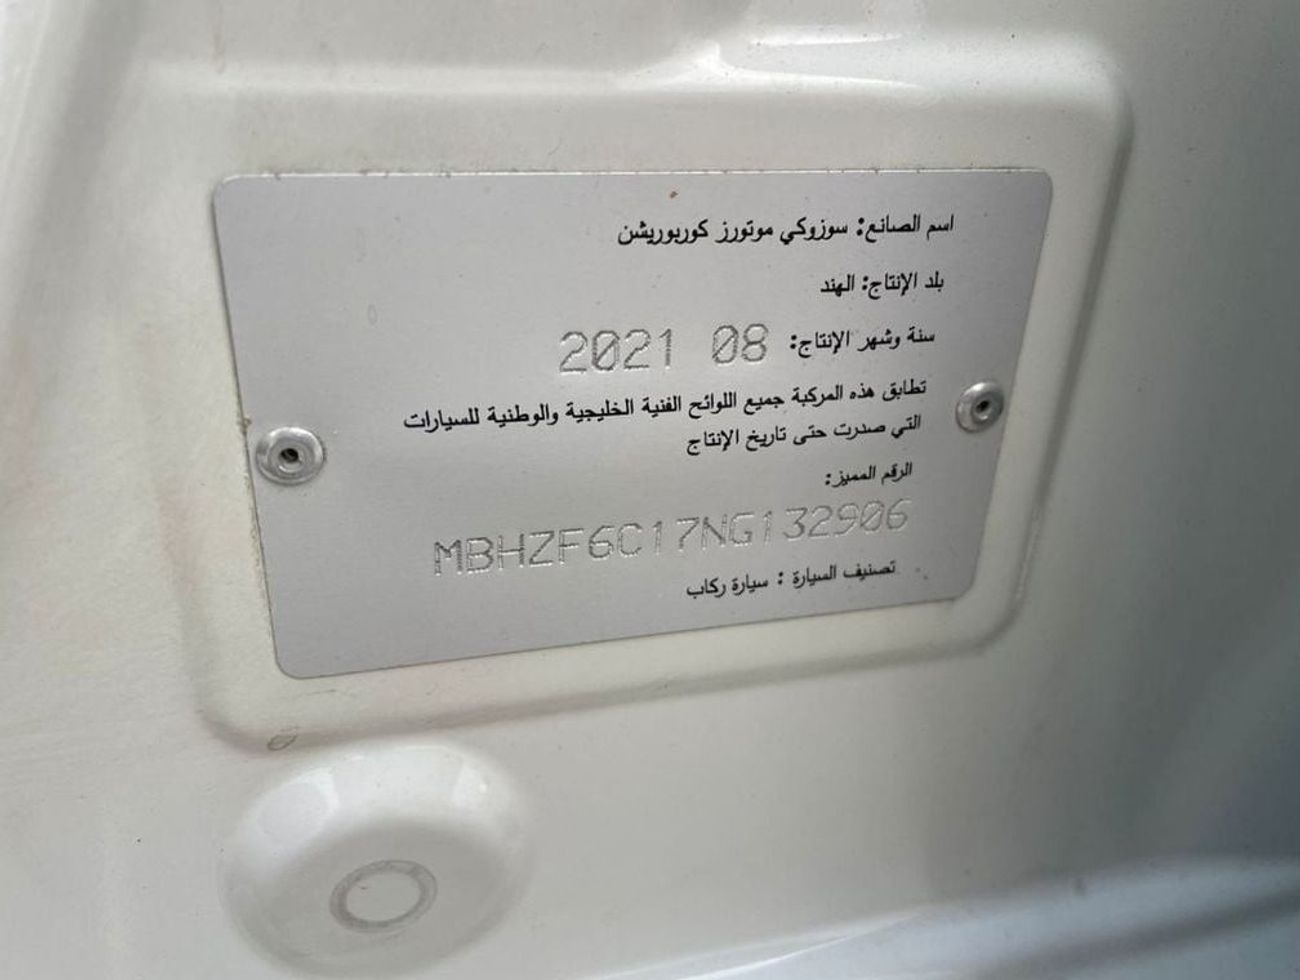 اسم الصانع: سوزوكي موتورز كوربوريشن
بلد الإنتاج: الهند
سنة وشهر الإنتاج: 08 2021
تطابق هذه المركبة جميع اللوائح الفنية الخليجية والوطنية للسيارات
التي صدرت حتى تاريخ الإنتاج
الرقم المميز:
MBHZF6C17NG132906
تصنيف السيارة : سيارة ركاب